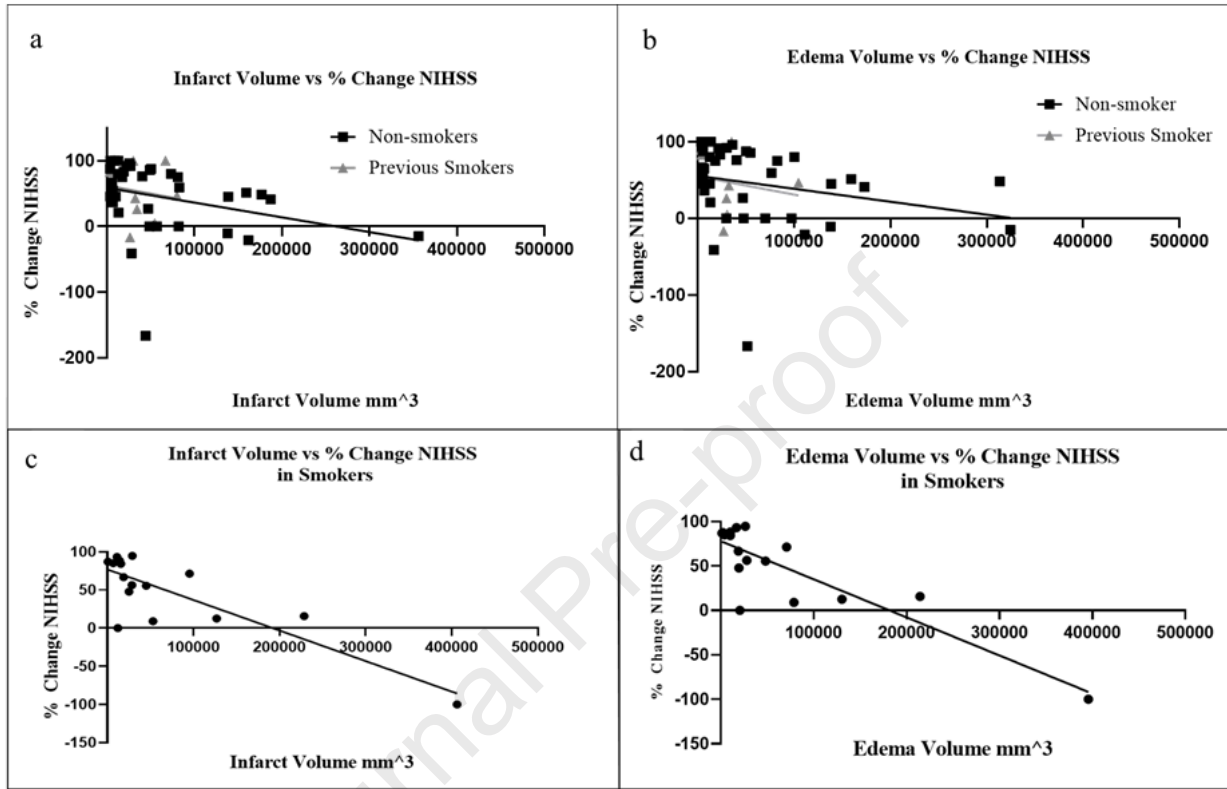 a
Infarct Volume vs % Change NIHSS
Non-smokers
Previous Smokers
% Change NIHSS
100
0
-100
-200
100000
200000
300000
400000
500000
Infarct Volume mm^3
b
Edema Volume vs % Change NIHSS
Non-smoker
Previous Smoker
% Change NIHSS
100
0
-100
-200
100000
200000
300000
400000
500000
Edema Volume mm^3
c
Infarct Volume vs % Change NIHSS
in Smokers
% Change NIHSS
100
50
0
-50
-100
-150
100000
200000
300000
400000
500000
Infarct Volume mm^3
d
Edema Volume vs % Change NIHSS
in Smokers
% Change NIHSS
100
50
0
-50
-100
-150
100000
200000
300000
400000
500000
Edema Volume mm^3
urnal Pre-proof